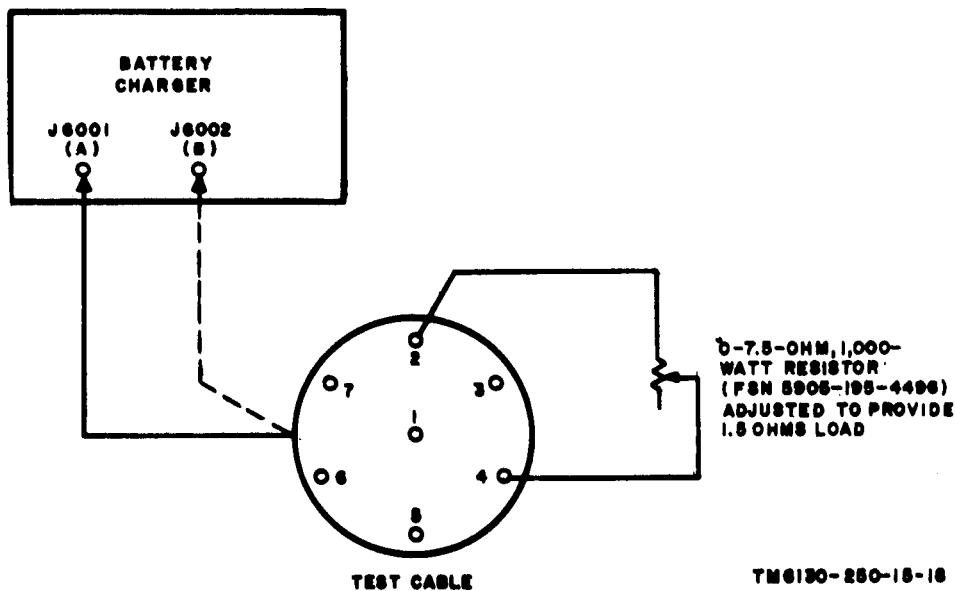 BATTERY
CHARGER
J6001
(A)
J6002
(B)
2
7
3
1
6
4
5
0-7.5-OHM, 1,000-
WATT RESISTOR
(FSN 5905-195-4496)
ADJUSTED TO PROVIDE
1.5 OHMS LOAD
TEST CABLE
TM6130-250-15-18